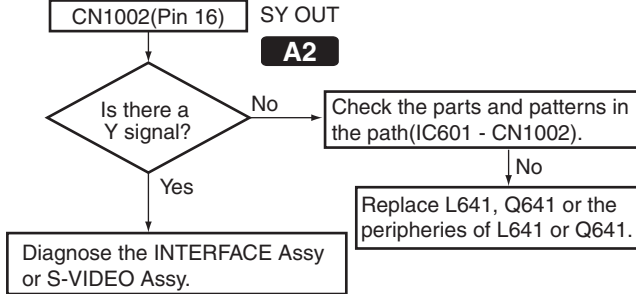 CN1002(Pin 16)
SY OUT
A2
Is there a
Y signal?
No
Check the parts and patterns in
the path(IC601 - CN1002).
No
Yes
Replace L641, Q641 or the
peripheries of L641 or Q641.
Diagnose the INTERFACE Assy
or S-VIDEO Assy.